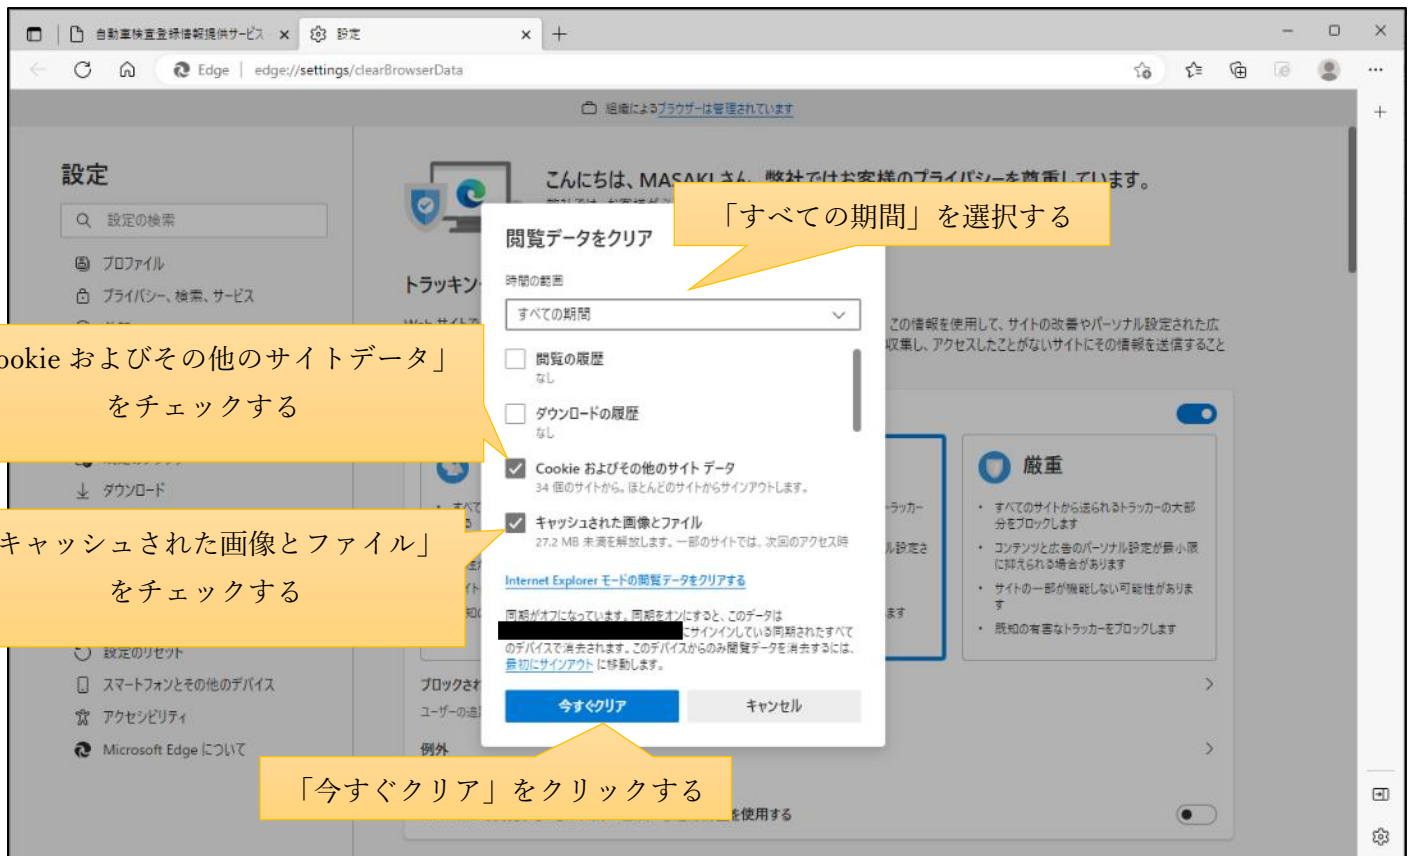 自動車検査登録情報提供サービス
設定
Edge | edge://settings/clearBrowserData
組織によるブラウザーは管理されています
設定
設定の検索
プロファイル
プライバシー、検索、サービス
ダウンロード
設定のリセット
スマートフォンとその他のデバイス
アクセシビリティ
Microsoft Edge について
こんにちは、MASAKI さん。弊社ではお客様のプライバシーを尊重しています。
「すべての期間」を選択する
トラッキン
閲覧データをクリア
時間の範囲
すべての期間
閲覧の履歴
なし
ダウンロードの履歴
なし
Cookie およびその他のサイト データ
34 個のサイトから。ほとんどのサイトからサインアウトします。
キャッシュされた画像とファイル
27.2 MB 未満を解放します。一部のサイトでは、次回のアクセス時
Internet Explorer モードの閲覧データをクリアする
同期がオフになっています。同期をオンにすると、このデータは
にサインインしている同期されたすべて
のデバイスで消去されます。このデバイスからのみ閲覧データを消去するには、
最初にサインアウト に移動します。
今すぐクリア
キャンセル
ookie およびその他のサイトデータ」
をチェックする
キャッシュされた画像とファイル」
をチェックする
「今すぐクリア」をクリックする
この情報を使用して、サイトの改善やパーソナル設定された広
収集し、アクセスしたことがないサイトにその情報を送信すること
厳重
・ すべてのサイトから送られるトラッカーの大部
分をブロックします
・ コンテンツと広告のパーソナル設定が最小限
に抑えられる場合があります
・ サイトの一部が機能しない可能性がありま
す
・ 既知の有害なトラッカーをブロックします
ラッカー
ル設定さ
ます
ブロックされ
ユーザーの追
例外
を使用する